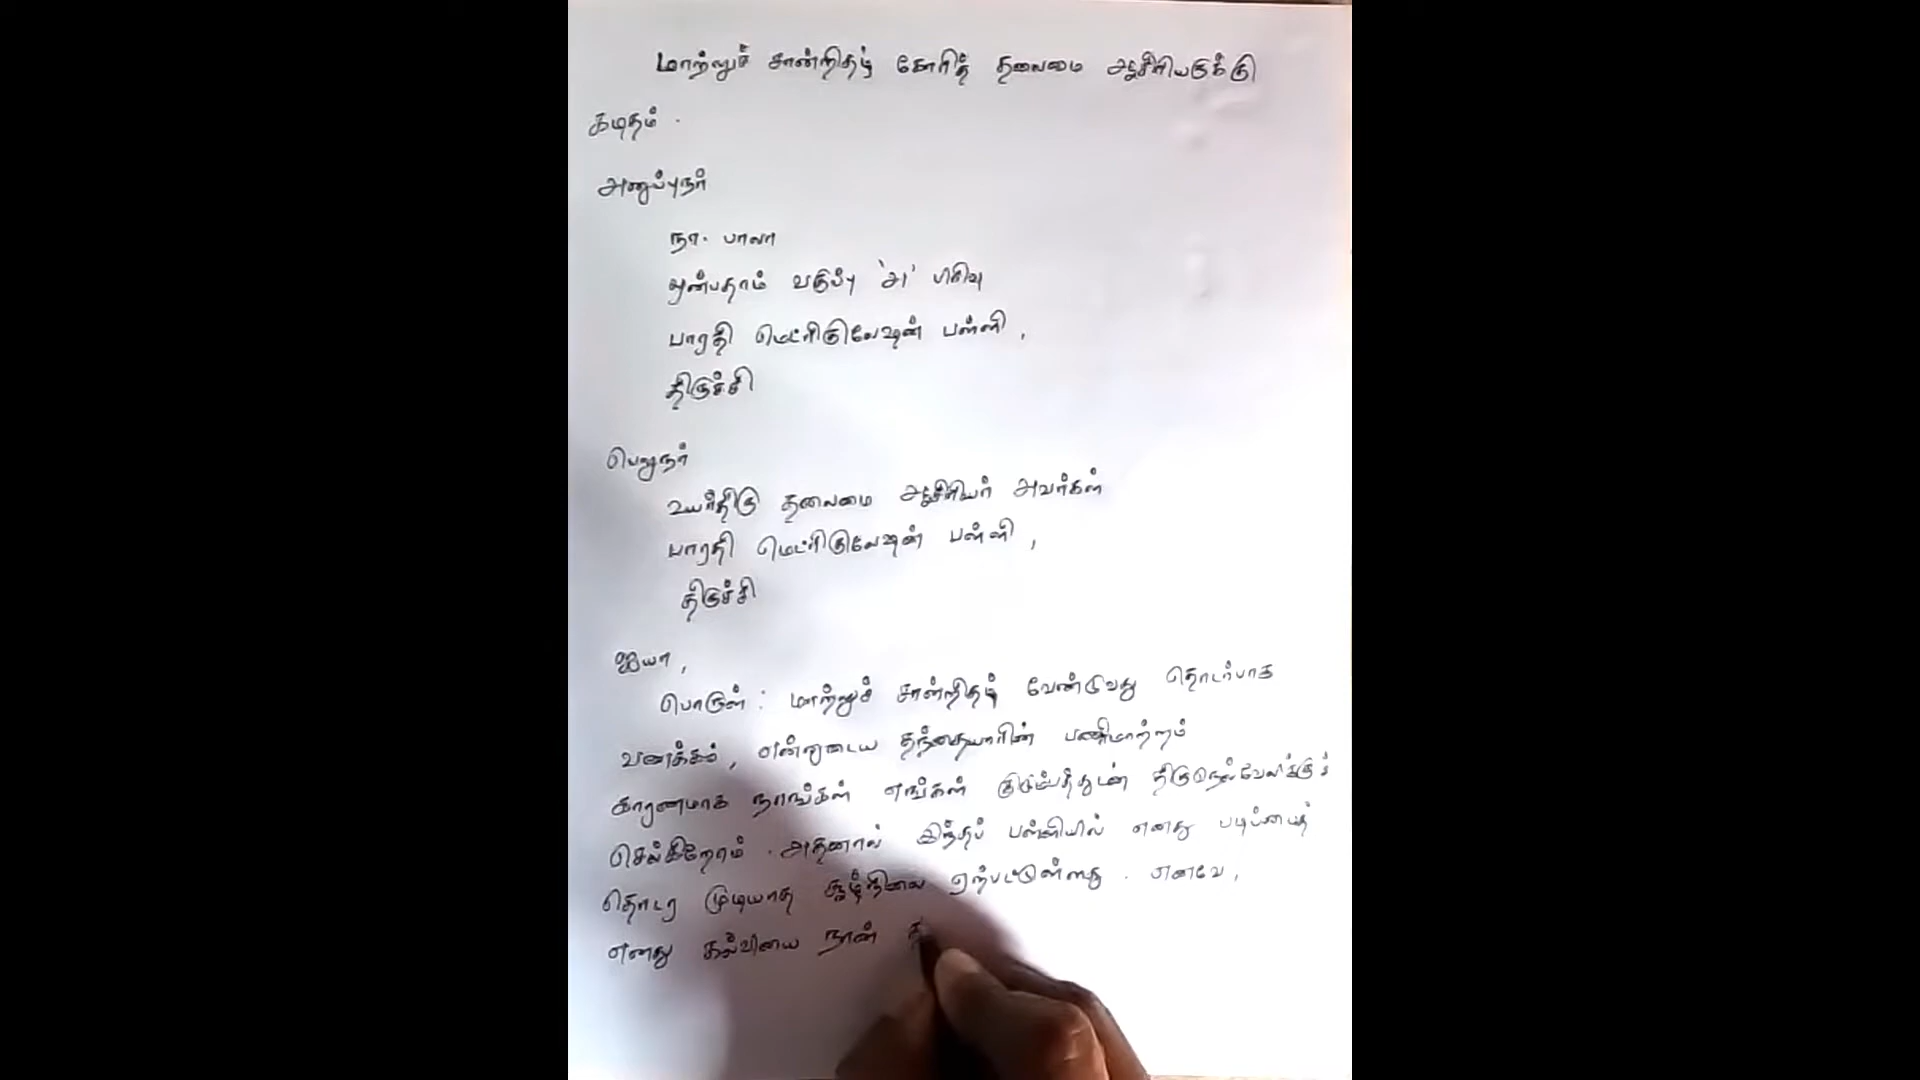 மாற்றுச் சான்றிதழ் கோரித் தலைமை ஆசிரியருக்கு
கடிதம் .
அனுப்புநர்
நா. பாலா
ஒன்பதாம் வகுப்பு 'அ' பிரிவு
பாரதி மெட்ரிகுலேஷன் பள்ளி ,
திருச்சி
பெறுநர்
உயர்திரு தலைமை ஆசிரியர் அவர்கள்
பாரதி மெட்ரிகுலேஷன் பள்ளி ,
திருச்சி
ஐயா ,
பொருள் : மாற்றுச் சான்றிதழ் வேண்டுவது தொடர்பாக
வணக்கம் , என்னுடைய தந்தையாரின் பணிமாற்றம்
காரணமாக நாங்கள் எங்கள் குடும்பத்துடன் திருநெல்வேலிக்குச்
செல்கிறோம் . அதனால் இந்தப் பள்ளியில் எனது படிப்பைத்
தொடர முடியாத சூழ்நிலை ஏற்பட்டுள்ளது . எனவே ,
எனது கல்வியை நான்